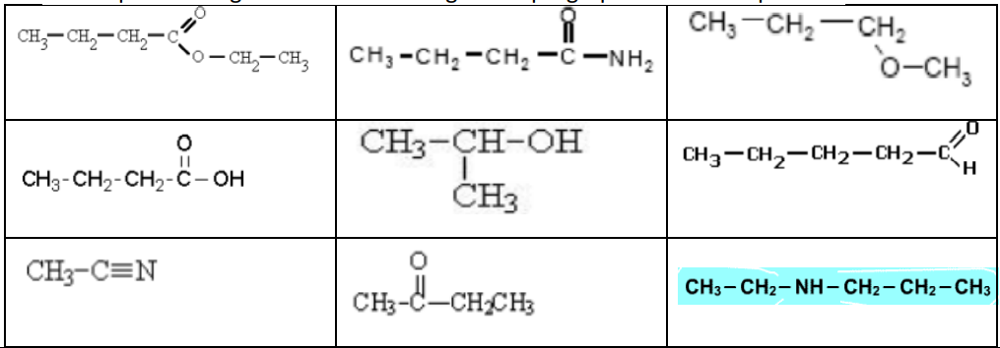 O
CH3-CH2-CH2-C
O-CH2-CH3
O
CH3-CH2-CH2-C-NH2
CH3-CH2-CH2
O-CH3
O
CH3-CH2-CH2-C-OH
CH3-CH-OH
CH3
O
CH3-CH2-CH2-CH2-C
H
CH3-C≡N
O
CH3-C-CH2CH3
CH3-CH2-NH-CH2-CH2-CH3